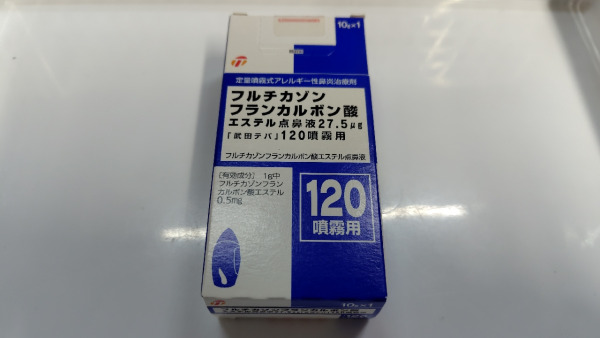 10g×1
定量噴霧式アレルギー性鼻炎治療剤
フルチカゾン
フランカルボン酸
エステル点鼻液27.5μg
「武田テバ」120噴霧用
フルチカゾンフランカルボン酸エステル点鼻液
〔有効成分〕 1g中
フルチカゾンフラン
カルボン酸エステル
0.5mg
120
噴霧用
10g×1